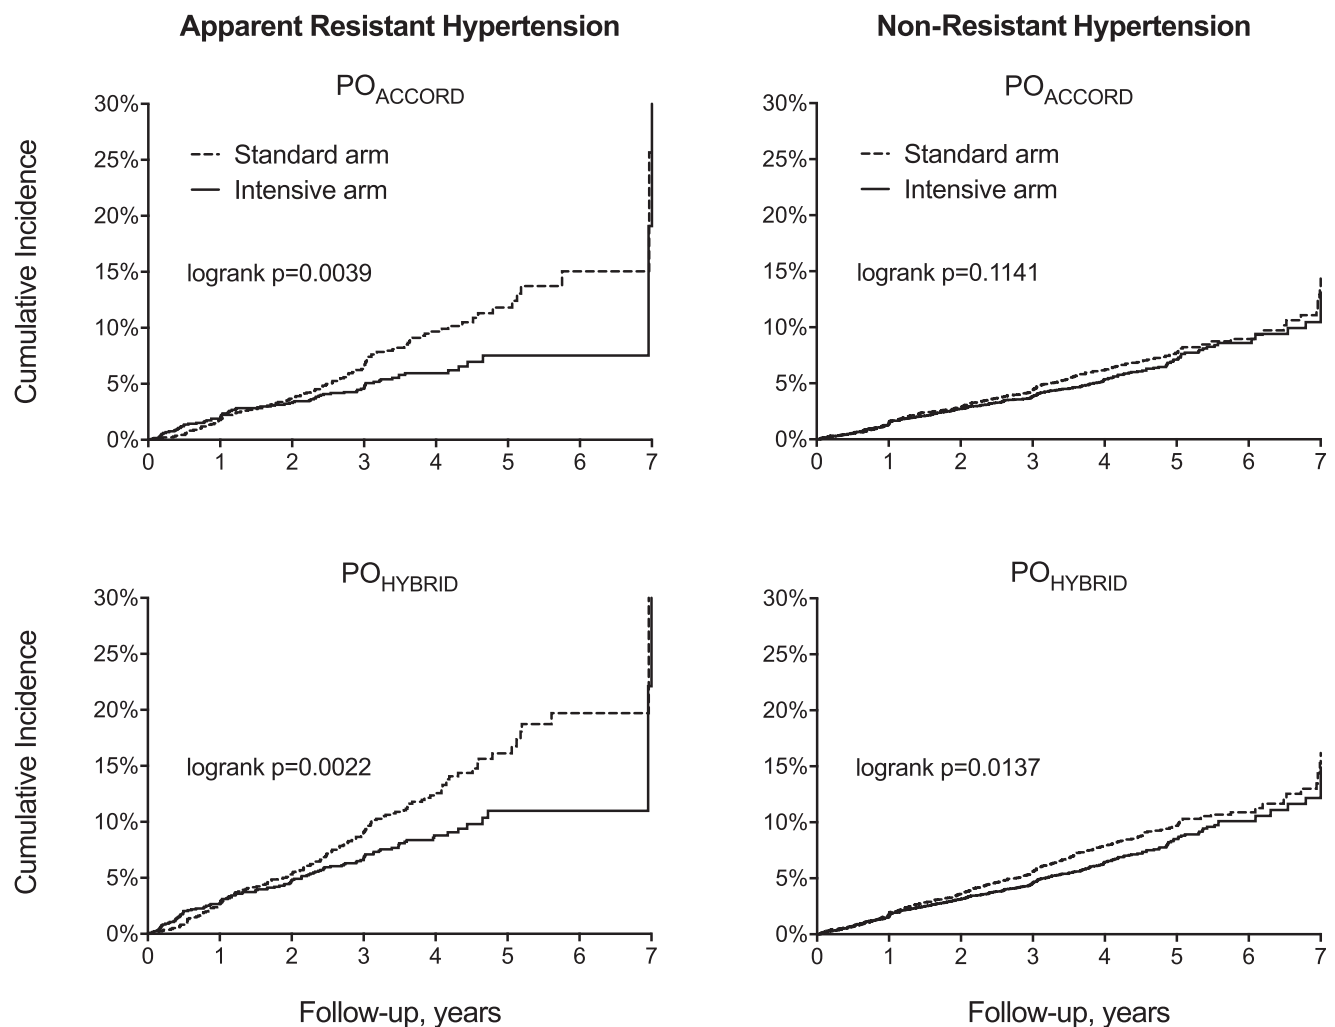 Apparent Resistant Hypertension
Non-Resistant Hypertension
PO_ACCORD
30%
25%
20%
15%
10%
5%
0%
Cumulative Incidence
Standard arm
Intensive arm
logrank p=0.0039
0 1 2 3 4 5 6 7
PO_ACCORD
30%
25%
20%
15%
10%
5%
0%
Standard arm
Intensive arm
logrank p=0.1141
0 1 2 3 4 5 6 7
PO_HYBRID
30%
25%
20%
15%
10%
5%
0%
Cumulative Incidence
logrank p=0.0022
0 1 2 3 4 5 6 7
Follow-up, years
PO_HYBRID
30%
25%
20%
15%
10%
5%
0%
logrank p=0.0137
0 1 2 3 4 5 6 7
Follow-up, years